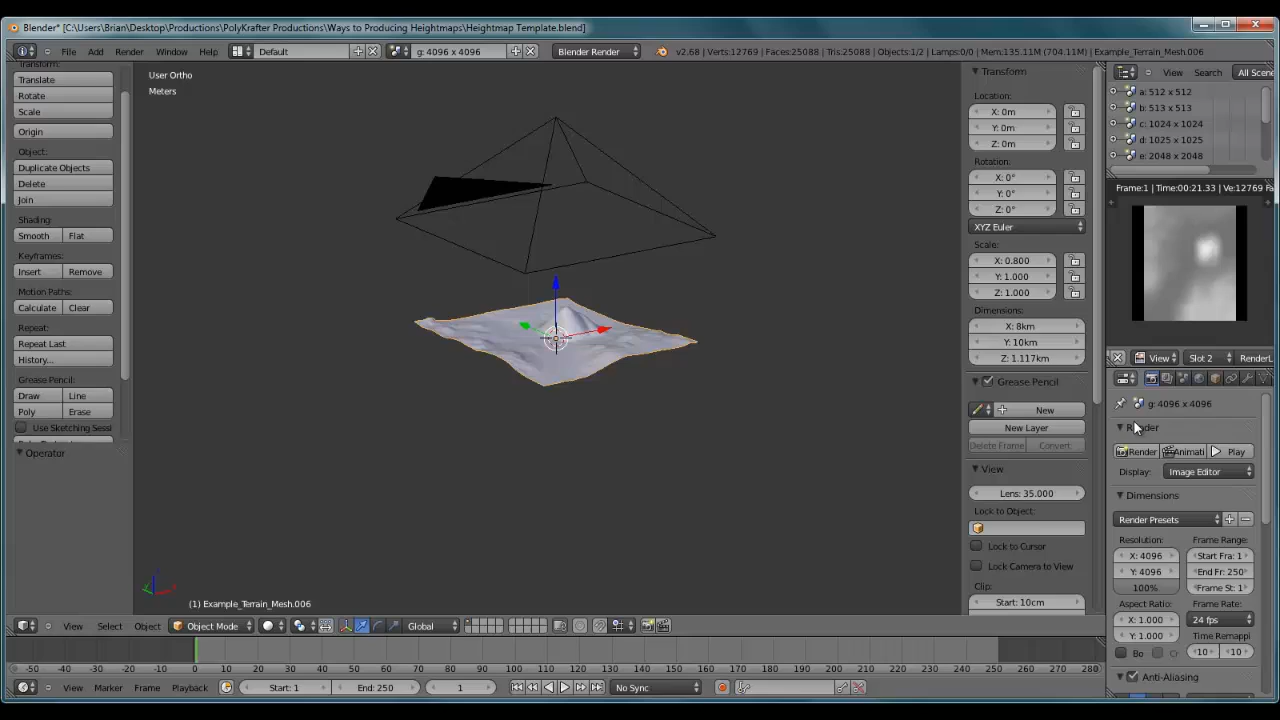 Blender* [C:\Users\Brian\Desktop\Productions\PolyKrafter Productions\Ways to Producing Heightmaps\Heightmap Template.blend]
File Add Render Window Help Default g: 4096 x 4096 Blender Render v2.68 | Verts:12769 | Faces:25088 | Tris:25088 | Objects:1/2 | Lamps:0/0 | Mem:135.11M (704.11M) | Example_Terrain_Mesh.006
Translate
Rotate
Scale
Origin
Object:
Duplicate Objects
Delete
Join
Shading:
Smooth Flat
Keyframes:
Insert Remove
Motion Paths:
Calculate Clear
Repeat:
Repeat Last
History...
Grease Pencil:
Draw Line
Poly Erase
Use Sketching Sessi
Operator
User Ortho
Meters
(1) Example_Terrain_Mesh.006
Transform
Location:
X: 0m
Y: 0m
Z: 0m
Rotation:
X: 0°
Y: 0°
Z: 0°
XYZ Euler
Scale:
X: 0.800
Y: 1.000
Z: 1.000
Dimensions:
X: 8km
Y: 10km
Z: 1.117km
Grease Pencil
New
New Layer
Delete Frame Convert
View
Lens: 35.000
Lock to Object:
Lock to Cursor
Lock Camera to View
Clip:
Start: 10cm
View Search All Scene
a: 512 x 512
b: 513 x 513
c: 1024 x 1024
d: 1025 x 1025
e: 2048 x 2048
Frame:1 | Time:00:21.33 | Ve:12769 Fa
View Slot 2 RenderL
g: 4096 x 4096
Render
Render Animati Play
Display: Image Editor
Dimensions
Render Presets
Resolution: Frame Range:
X: 4096 Start Fra: 1
Y: 4096 End Fr: 250
100% Frame St: 1
Aspect Ratio: Frame Rate:
X: 1.000 24 fps
Y: 1.000 Time Remappi
Bo Cr 10 10
Anti-Aliasing
View Select Object Object Mode Global
-50 -40 -30 -20 -10 0 10 20 30 40 50 60 70 80 90 100 110 120 130 140 150 160 170 180 190 200 210 220 230 240 250 260 270 280
View Marker Frame Playback Start: 1 End: 250 1 No Sync